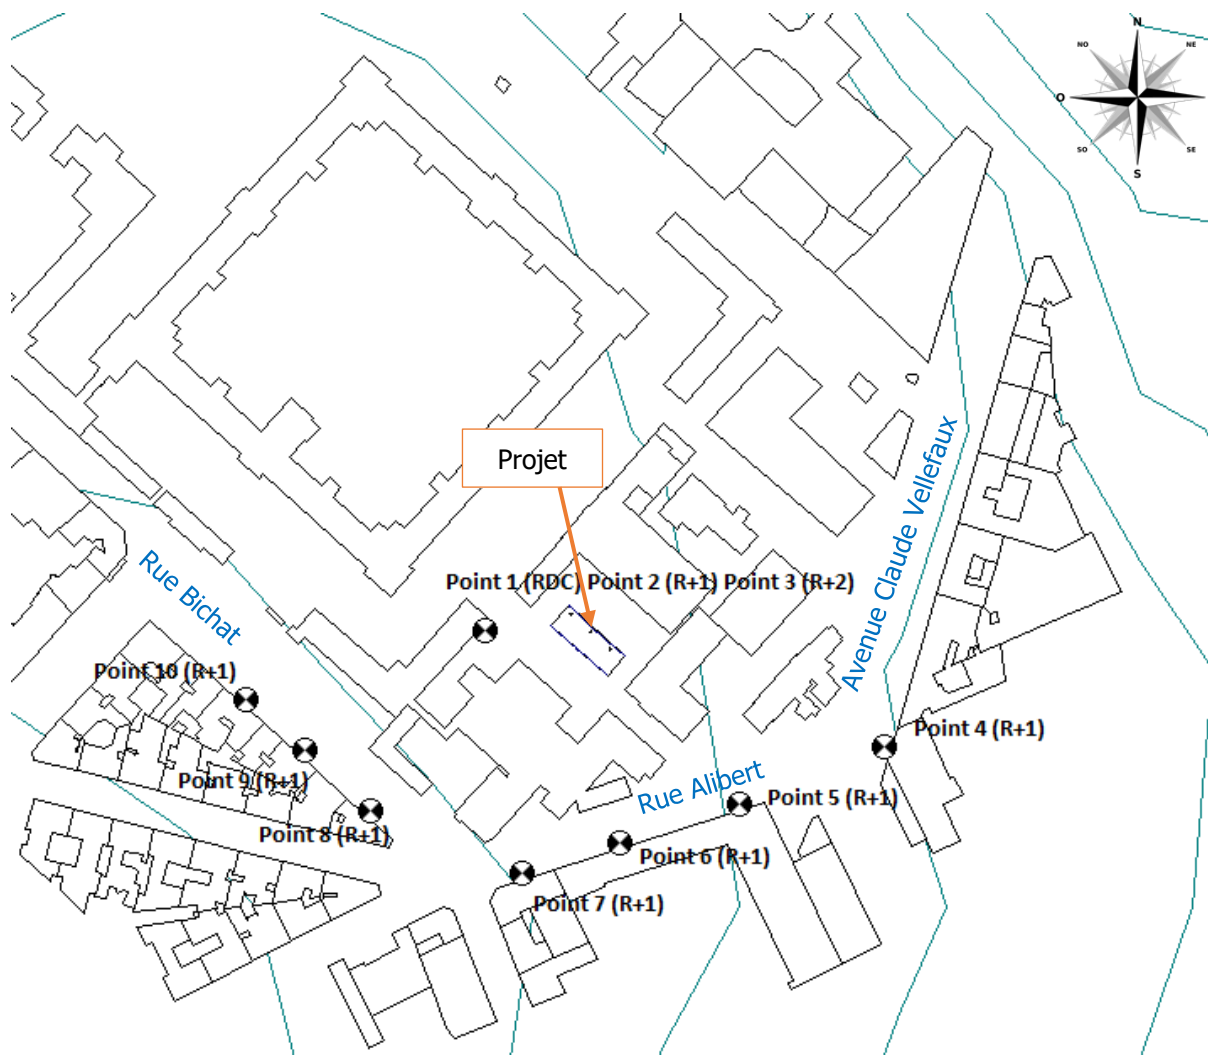 N
NO
NE
O
SO
SE
S
Avenue Claude Vellefaux
Projet
Rue Bichat
Point 1 (RDC)
Point 2 (R+1)
Point 3 (R+2)
Point 10 (R+1)
Point 4 (R+1)
Point 9 (R+1)
Rue Alibert
Point 5 (R+1)
Point 8 (R+1)
Point 6 (R+1)
Point 7 (R+1)